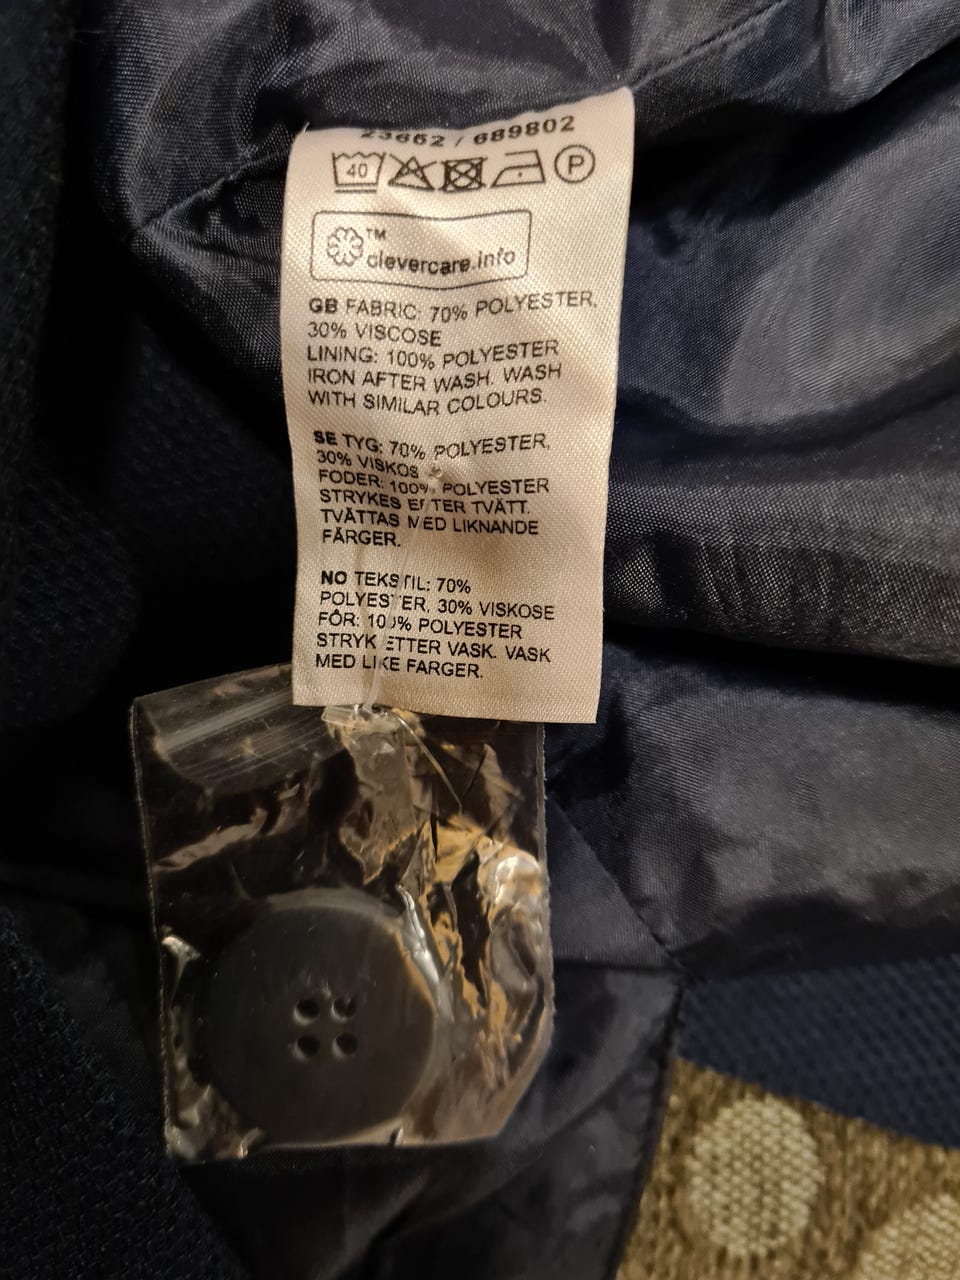 23662 / 689802
40 P
™
clevercare.info
GB FABRIC: 70% POLYESTER,
30% VISCOSE
LINING: 100% POLYESTER
IRON AFTER WASH. WASH
WITH SIMILAR COLOURS.
SE TYG: 70% POLYESTER,
30% VISKOS
FODER: 100% POLYESTER
STRYKES EFTER TVÄTT.
TVÄTTAS MED LIKNANDE
FÄRGER.
NO TEKSTIL: 70%
POLYESTER, 30% VISKOSE
FÔR: 100% POLYESTER
STRYK ETTER VASK. VASK
MED LIKE FARGER.